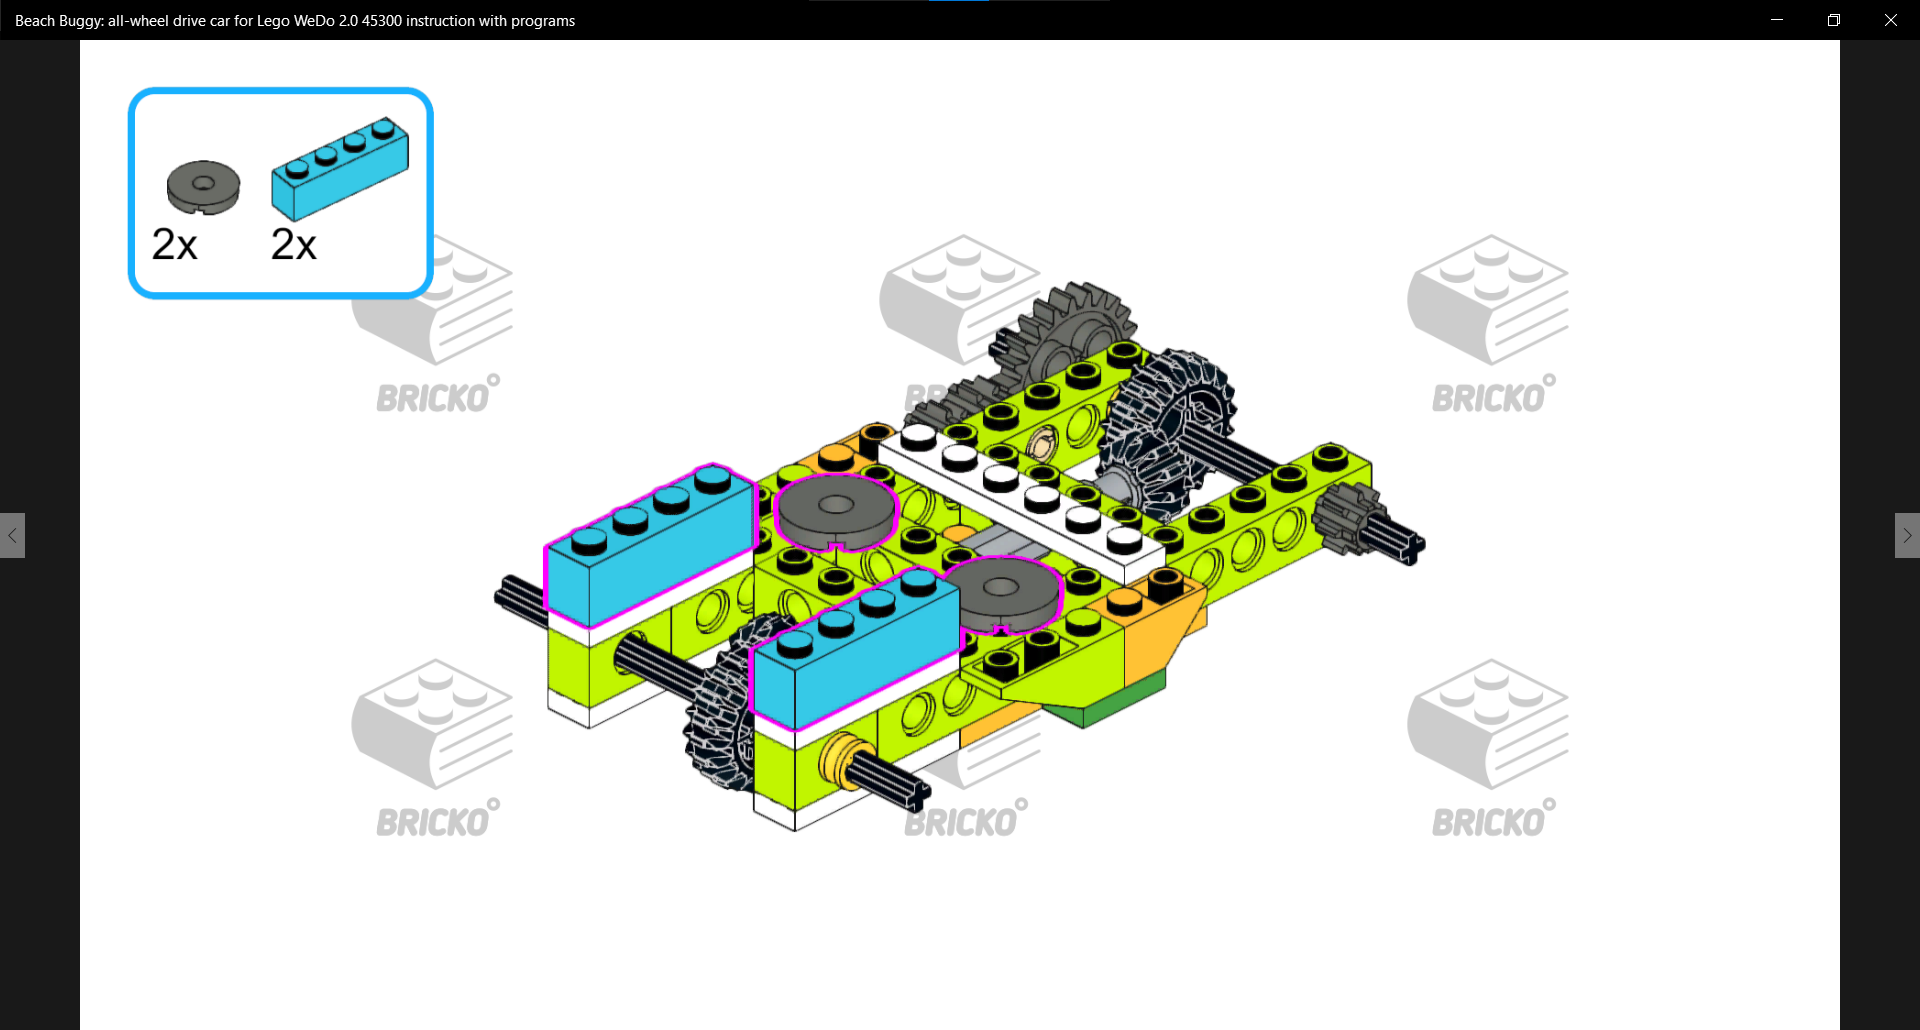 Beach Buggy: all-wheel drive car for Lego WeDo 2.0 45300 instruction with programs
2x 2x
BRICKO BR BRICKO
BRICKO BRICKO BRICKO